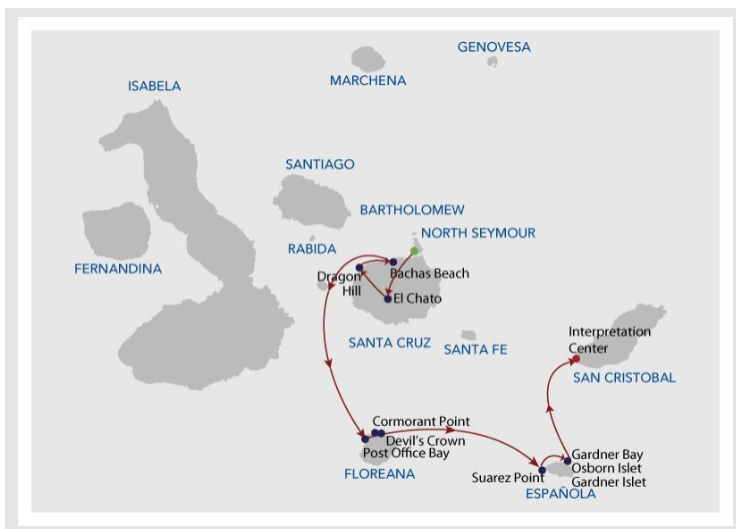 GENOVESA
MARCHENA
ISABELA
SANTIAGO
BARTHOLOMEW
NORTH SEYMOUR
RABIDA
FERNANDINA
Dragon
Hill
Bachas Beach
El Chato
SANTA CRUZ
SANTA FE
Interpretation
Center
SAN CRISTOBAL
Cormorant Point
Devil's Crown
Post Office Bay
FLOREANA
Suarez Point
Gardner Bay
Osborn Islet
Gardner Islet
ESPAÑOLA